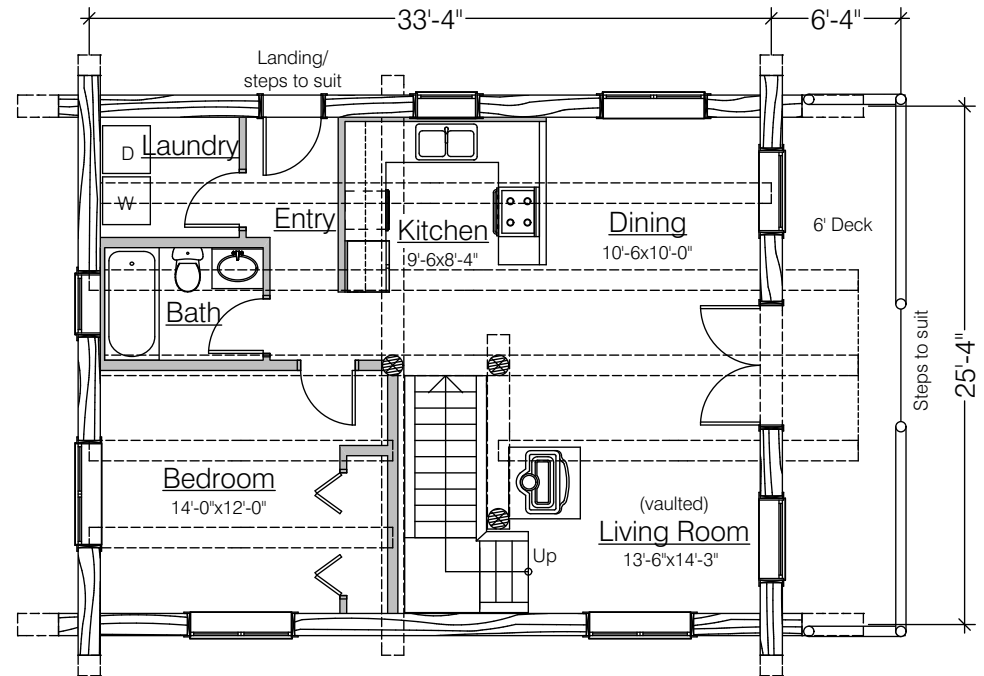 33'-4"
6'-4"
Landing/
steps to suit
D
Laundry
W
Entry
Kitchen
9'-6x8'-4"
Dining
10'-6x10'-0"
6' Deck
Bath
Steps to suit
25'-4"
Bedroom
14'-0"x12'-0"
(vaulted)
Living Room
13'-6"x14'-3"
Up